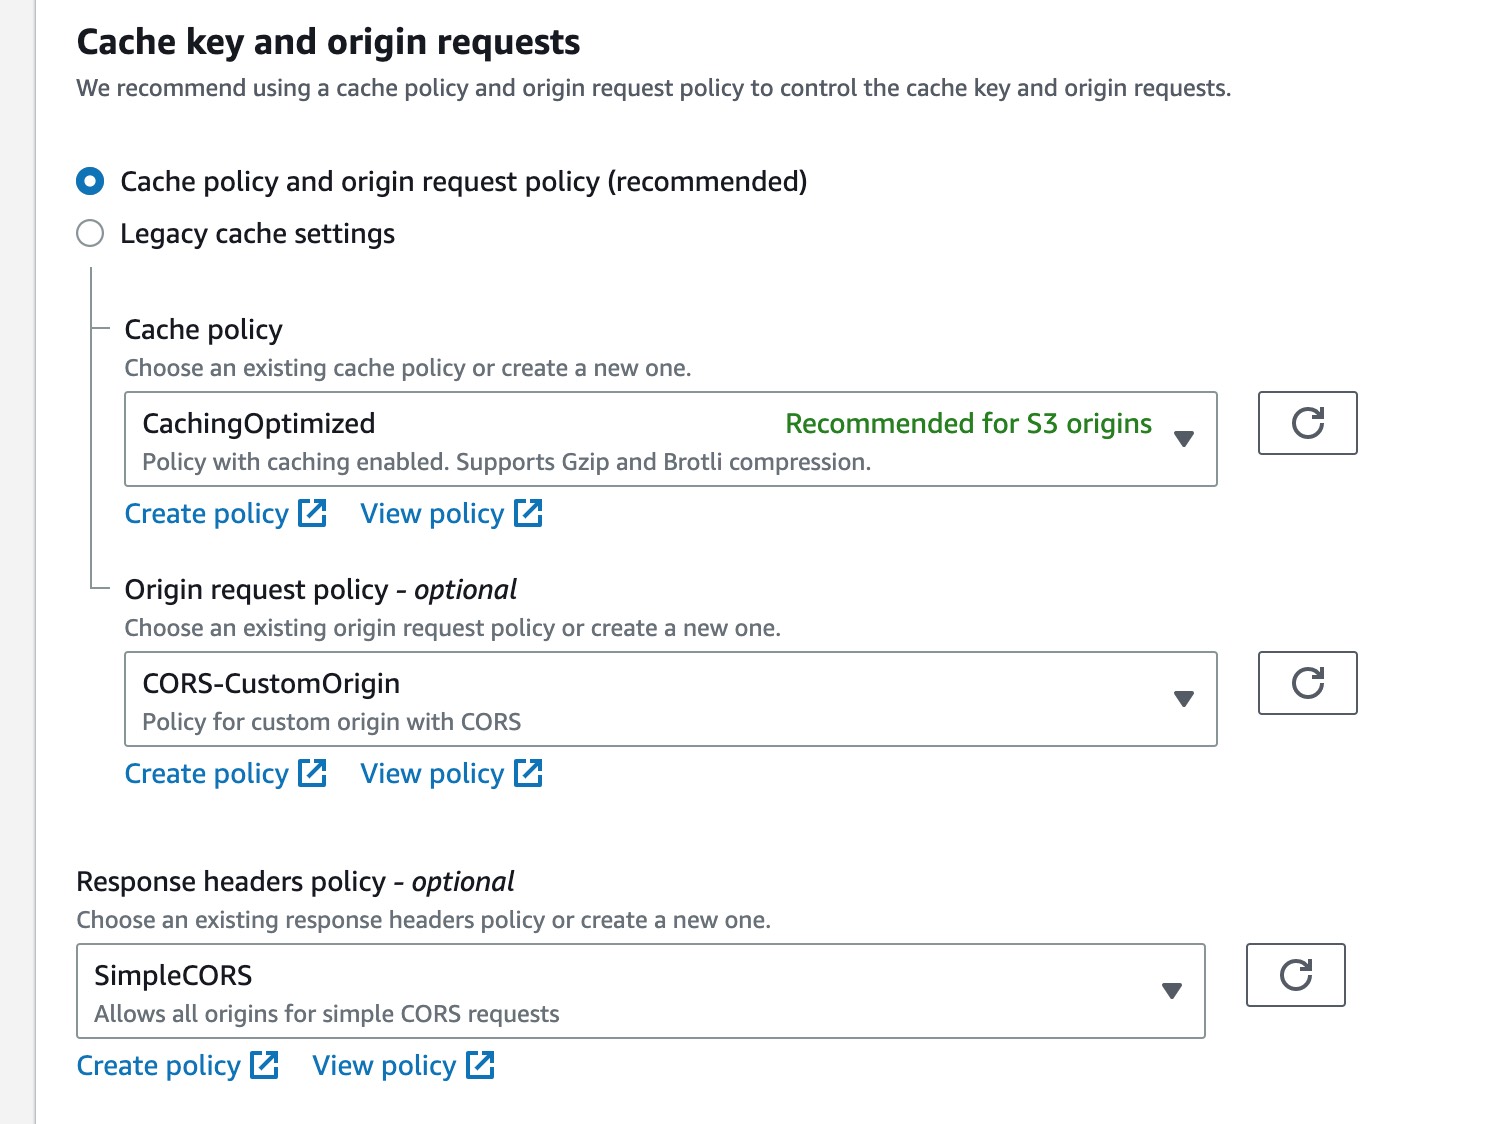 Cache key and origin requests
We recommend using a cache policy and origin request policy to control the cache key and origin requests.
Cache policy and origin request policy (recommended)
Legacy cache settings
Cache policy
Choose an existing cache policy or create a new one.
CachingOptimized Recommended for S3 origins
Policy with caching enabled. Supports Gzip and Brotli compression.
Create policy View policy
Origin request policy - optional
Choose an existing origin request policy or create a new one.
CORS-CustomOrigin
Policy for custom origin with CORS
Create policy View policy
Response headers policy - optional
Choose an existing response headers policy or create a new one.
SimpleCORS
Allows all origins for simple CORS requests
Create policy View policy